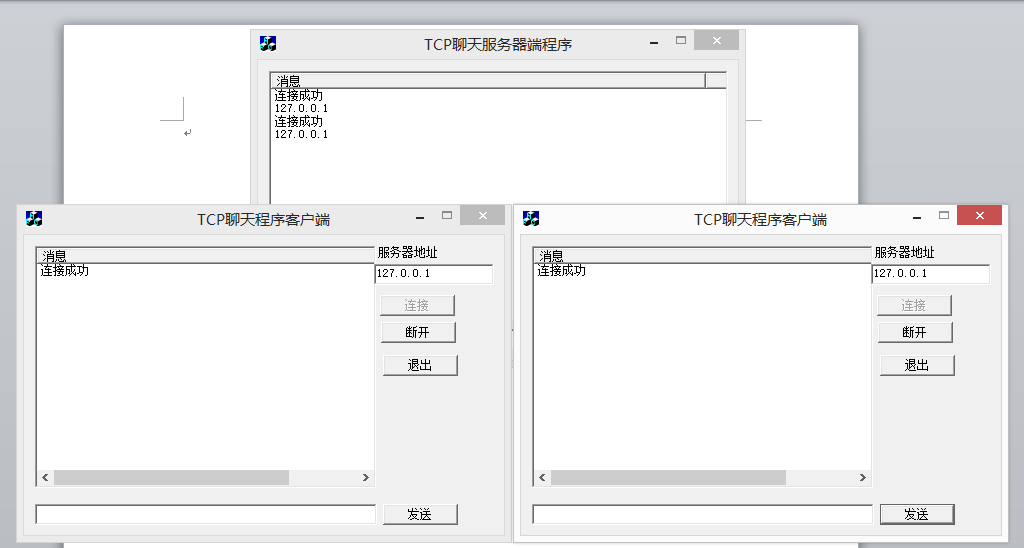 TCP聊天服务器端程序
消息
连接成功
127.0.0.1
连接成功
127.0.0.1
TCP聊天程序客户端
消息
连接成功
服务器地址
127.0.0.1
连接
断开
退出
发送
TCP聊天程序客户端
消息
连接成功
服务器地址
127.0.0.1
连接
断开
退出
发送